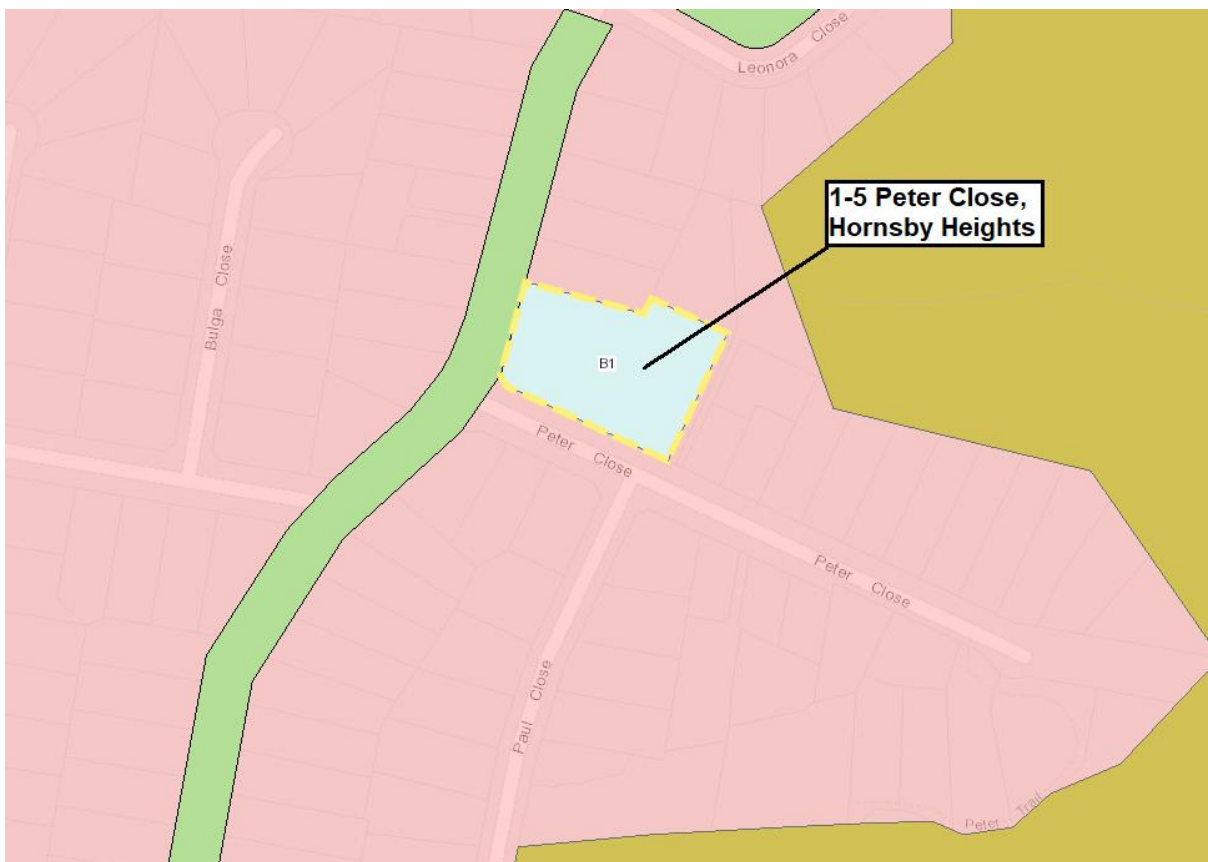 Leonora Close
1-5 Peter Close,
Hornsby Heights
Bulga Close
B1
Peter Close
Peter Close
Paul Close
Peter Trail